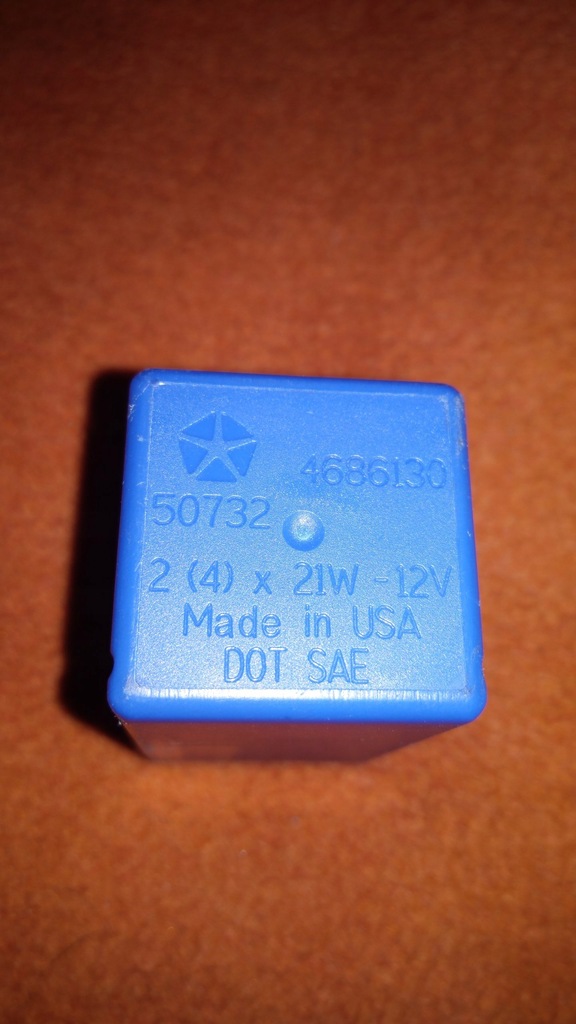 4686130
50732
2 (4) x 21W - 12V
Made in USA
DOT SAE